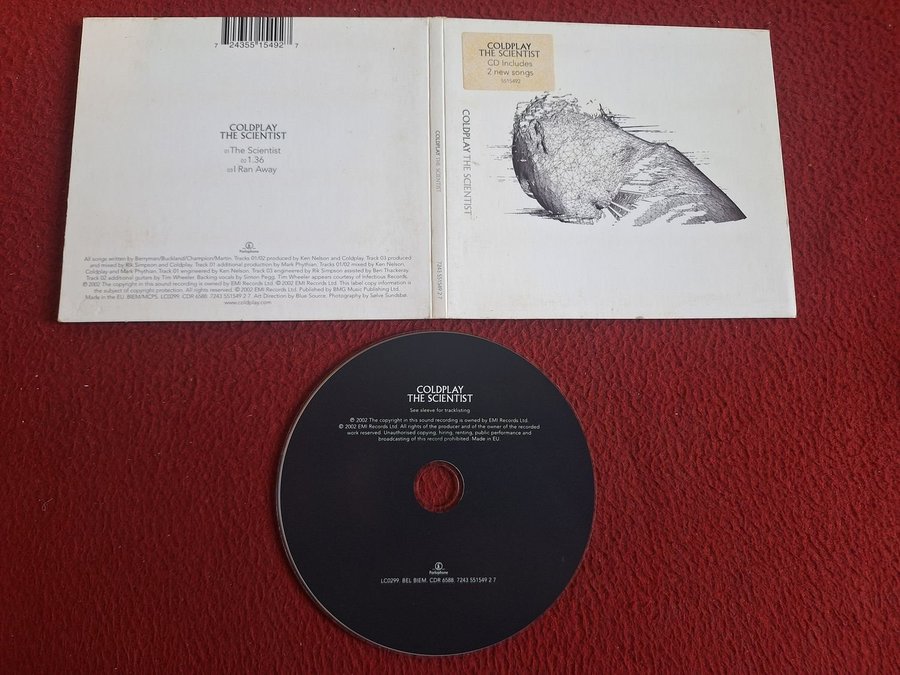 7 24355 15492 7
COLDPLAY
THE SCIENTIST
01 The Scientist
02 1.36
03 I Ran Away
Parlophone
All songs written by Berryman/Buckland/Champion/Martin. Tracks 01/02 produced by Ken Nelson and Coldplay. Track 03 produced
and mixed by Rik Simpson and Coldplay. Track 01 additional production by Mark Phythian. Tracks 01/02 mixed by Ken Nelson,
Coldplay and Mark Phythian. Track 01 engineered by Ken Nelson. Track 03 engineered by Rik Simpson assisted by Ben Thackeray.
Track 02 additional guitars by Tim Wheeler. Backing vocals by Simon Pegg. Tim Wheeler appears courtesy of Infectious Records.
℗ 2002 The copyright in this sound recording is owned by EMI Records Ltd. © 2002 EMI Records Ltd. This label copy information is
the subject of copyright protection. All rights reserved. © 2002 EMI Records Ltd. Published by BMG Music Publishing Ltd.
Made in the EU. BIEM/MCPS. LC0299. CDR 6588. 7243 551549 2 7. Art Direction by Blue Source. Photography by Sølve Sundsbø.
www.coldplay.com
COLDPLAY THE SCIENTIST
7243 551549 2 7
COLDPLAY
THE SCIENTIST
CD Includes
2 new songs
5515492
COLDPLAY THE SCIENTIST
COLDPLAY
THE SCIENTIST
See sleeve for tracklisting
℗ 2002 The copyright in this sound recording is owned by EMI Records Ltd.
© 2002 EMI Records Ltd. All rights of the producer and of the owner of the recorded
work reserved. Unauthorised copying, hiring, renting, public performance and
broadcasting of this record prohibited. Made in EU.
Parlophone
LC0299. BEL BIEM. CDR 6588. 7243 551549 2 7